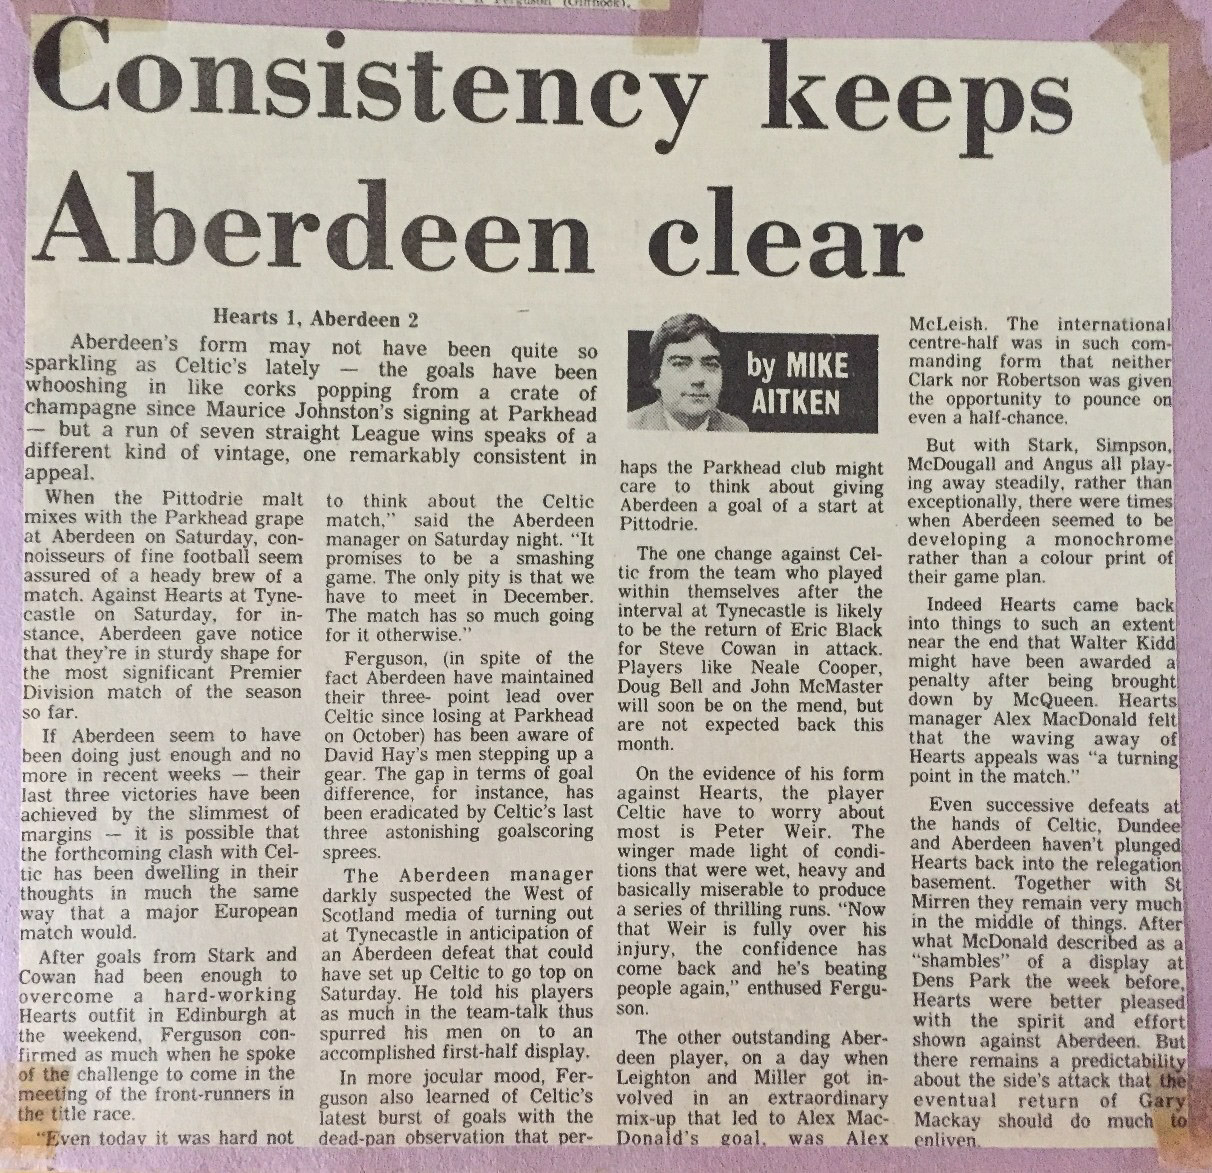 Ferguson (Giffnock).
Consistency keeps
Aberdeen clear
Hearts 1, Aberdeen 2
Aberdeen's form may not have been quite so
sparkling as Celtic's lately — the goals have been
whooshing in like corks popping from a crate of
champagne since Maurice Johnston's signing at Parkhead
— but a run of seven straight League wins speaks of a
different kind of vintage, one remarkably consistent in
appeal.
When the Pittodrie malt
mixes with the Parkhead grape
at Aberdeen on Saturday, con-
noisseurs of fine football seem
assured of a heady brew of a
match. Against Hearts at Tyne-
castle on Saturday, for in-
stance, Aberdeen gave notice
that they're in sturdy shape for
the most significant Premier
Division match of the season
so far.
If Aberdeen seem to have
been doing just enough and no
more in recent weeks — their
last three victories have been
achieved by the slimmest of
margins — it is possible that
the forthcoming clash with Cel-
tic has been dwelling in their
thoughts in much the same
way that a major European
match would.
After goals from Stark and
Cowan had been enough to
overcome a hard-working
Hearts outfit in Edinburgh at
the weekend, Ferguson con-
firmed as much when he spoke
of the challenge to come in the
meeting of the front-runners in
the title race.
"Even today it was hard not
to think about the Celtic
match," said the Aberdeen
manager on Saturday night. "It
promises to be a smashing
game. The only pity is that we
have to meet in December.
The match has so much going
for it otherwise."
Ferguson, (in spite of the
fact Aberdeen have maintained
their three- point lead over
Celtic since losing at Parkhead
on October) has been aware of
David Hay's men stepping up a
gear. The gap in terms of goal
difference, for instance, has
been eradicated by Celtic's last
three astonishing goalscoring
sprees.
The Aberdeen manager
darkly suspected the West of
Scotland media of turning out
at Tynecastle in anticipation of
an Aberdeen defeat that could
have set up Celtic to go top on
Saturday. He told his players
as much in the team-talk thus
spurred his men on to an
accomplished first-half display.
In more jocular mood, Fer-
guson also learned of Celtic's
latest burst of goals with the
dead-pan observation that per-
by MIKE
AITKEN
haps the Parkhead club might
care to think about giving
Aberdeen a goal of a start at
Pittodrie.
The one change against Cel-
tic from the team who played
within themselves after the
interval at Tynecastle is likely
to be the return of Eric Black
for Steve Cowan in attack.
Players like Neale Cooper,
Doug Bell and John McMaster
will soon be on the mend, but
are not expected back this
month.
On the evidence of his form
against Hearts, the player
Celtic have to worry about
most is Peter Weir. The
winger made light of condi-
tions that were wet, heavy and
basically miserable to produce
a series of thrilling runs. "Now
that Weir is fully over his
injury, the confidence has
come back and he's beating
people again," enthused Fergu-
son.
The other outstanding Aber-
deen player, on a day when
Leighton and Miller got in-
volved in an extraordinary
mix-up that led to Alex Mac-
Donald's goal, was Alex
McLeish. The international
centre-half was in such com-
manding form that neither
Clark nor Robertson was given
the opportunity to pounce on
even a half-chance.
But with Stark, Simpson,
McDougall and Angus all play-
ing away steadily, rather than
exceptionally, there were times
when Aberdeen seemed to be
developing a monochrome
rather than a colour print of
their game plan.
Indeed Hearts came back
into things to such an extent
near the end that Walter Kidd
might have been awarded a
penalty after being brought
down by McQueen. Hearts
manager Alex MacDonald felt
that the waving away of
Hearts appeals was "a turning
point in the match."
Even successive defeats at
the hands of Celtic, Dundee
and Aberdeen haven't plunged
Hearts back into the relegation
basement. Together with St
Mirren they remain very much
in the middle of things. After
what McDonald described as a
"shambles" of a display at
Dens Park the week before,
Hearts were better pleased
with the spirit and effort
shown against Aberdeen. But
there remains a predictability
about the side's attack that the
eventual return of Gary
Mackay should do much to
enliven.